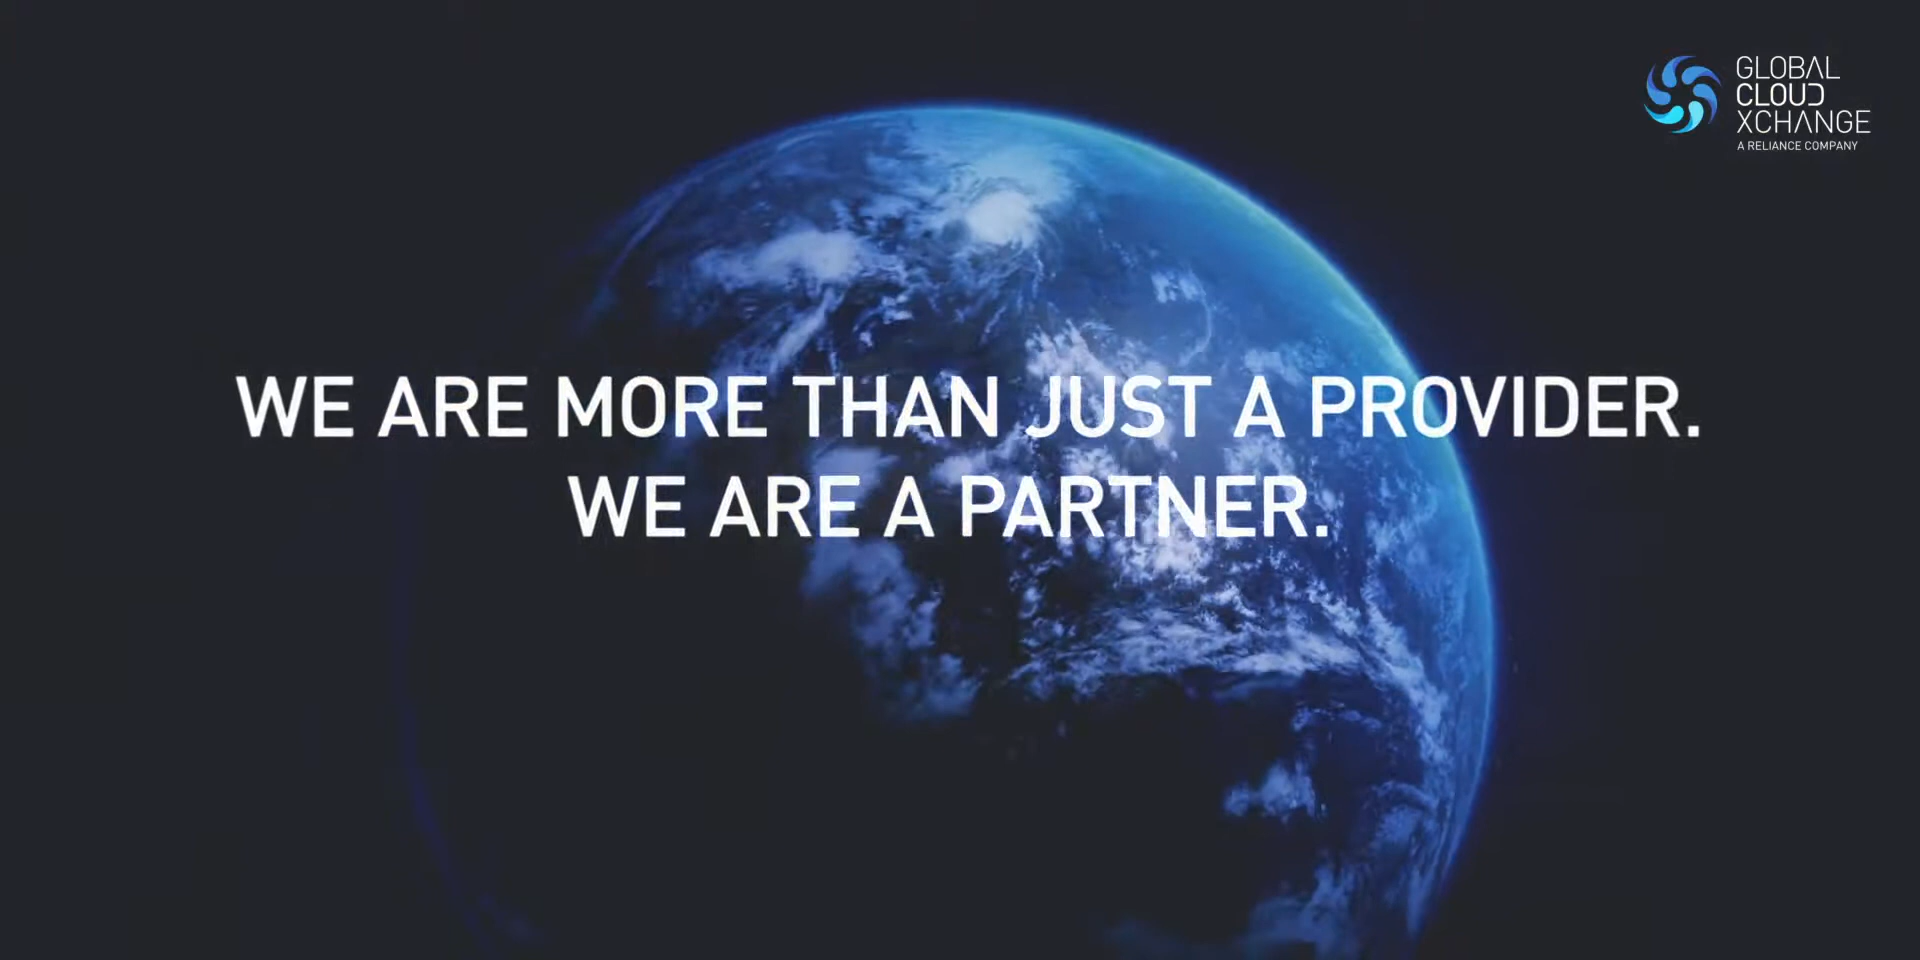 GLOBAL
CLOUD
XCHANGE
A RELIANCE COMPANY
WE ARE MORE THAN JUST A PROVIDER.
WE ARE A PARTNER.